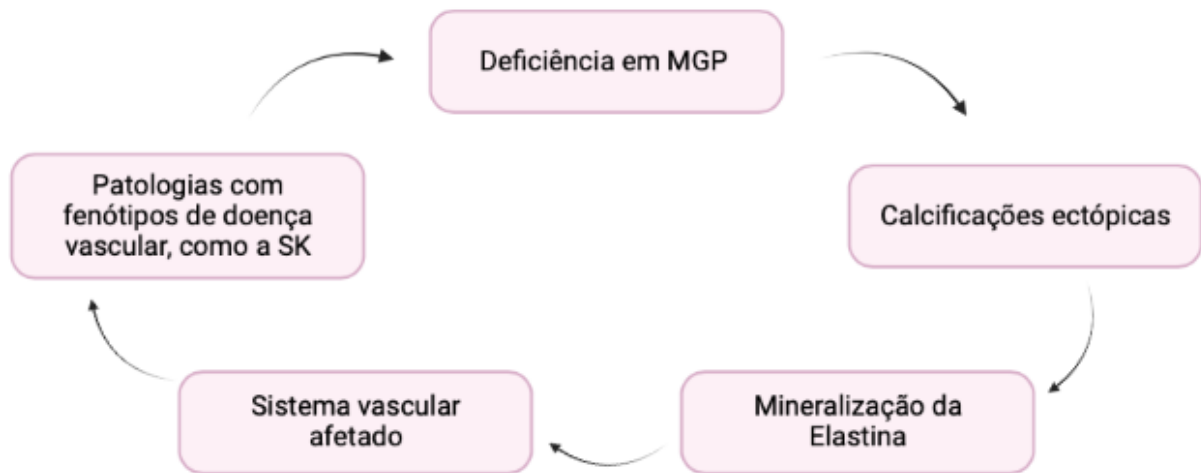 Deficiência em MGP
Calcificações ectópicas
Mineralização da
Elastina
Sistema vascular
afetado
Patologias com
fenótipos de doença
vascular, como a SK